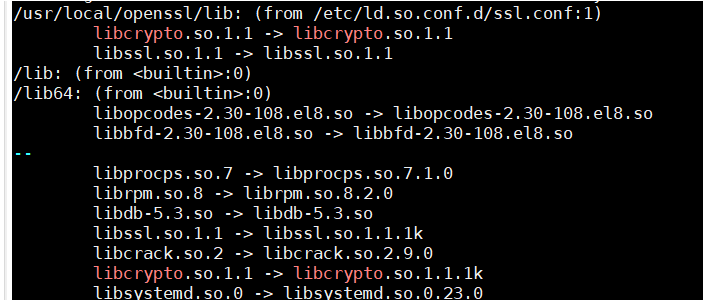 /usr/local/openssl/lib: (from /etc/ld.so.conf.d/ssl.conf:1)
libcrypto.so.1.1 -> libcrypto.so.1.1
libssl.so.1.1 -> libssl.so.1.1
/lib: (from <builtin>:0)
/lib64: (from <builtin>:0)
libopcodes-2.30-108.el8.so -> libopcodes-2.30-108.el8.so
libbfd-2.30-108.el8.so -> libbfd-2.30-108.el8.so
--
libprocps.so.7 -> libprocps.so.7.1.0
librpm.so.8 -> librpm.so.8.2.0
libdb-5.3.so -> libdb-5.3.so
libssl.so.1.1 -> libssl.so.1.1.1k
libcrack.so.2 -> libcrack.so.2.9.0
libcrypto.so.1.1 -> libcrypto.so.1.1.1k
libsystemd.so.0 -> libsystemd.so.0.23.0